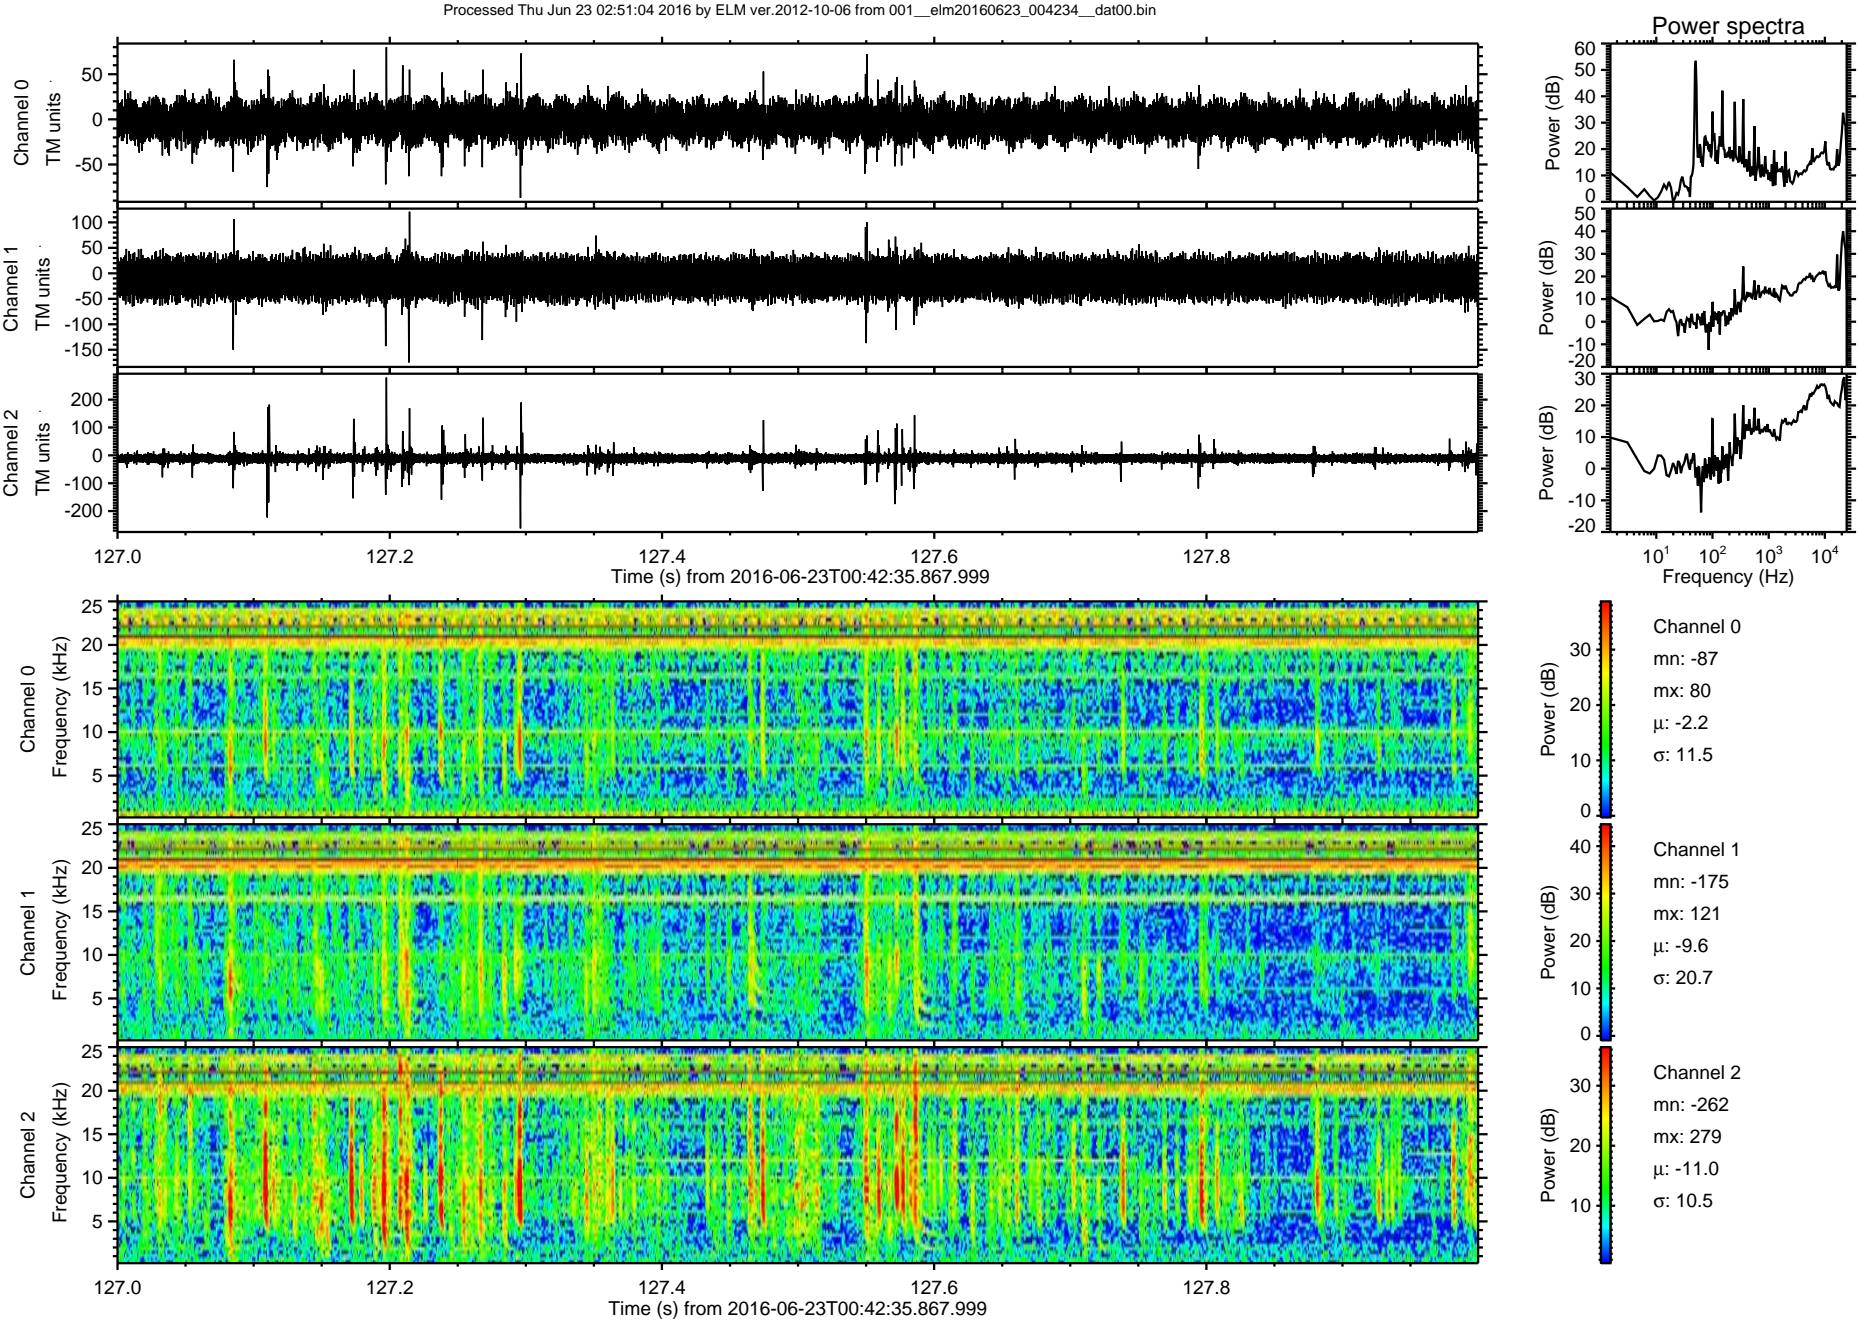 Processed Thu Jun 23 02:51:04 2016 by ELM ver.2012-10-06 from 001__elm20160623_004234__dat00.bin
Power spectra
Channel 0
TM units
50
0
-50
Power (dB)
60
50
40
30
20
10
0
Channel 1
TM units
100
50
0
-50
-100
-150
Power (dB)
50
40
30
20
10
0
-10
-20
Channel 2
TM units
200
100
0
-100
-200
Power (dB)
30
20
10
0
-10
-20
127.0 127.2 127.4 127.6 127.8
Time (s) from 2016-06-23T00:42:35.867.999
10¹ 10² 10³ 10⁴
Frequency (Hz)
Channel 0
Frequency (kHz)
25
20
15
10
5
Power (dB)
30
20
10
0
Channel 0
mn: -87
mx: 80
μ: -2.2
σ: 11.5
Channel 1
Frequency (kHz)
25
20
15
10
5
Power (dB)
40
30
20
10
0
Channel 1
mn: -175
mx: 121
μ: -9.6
σ: 20.7
Channel 2
Frequency (kHz)
25
20
15
10
5
Power (dB)
30
20
10
Channel 2
mn: -262
mx: 279
μ: -11.0
σ: 10.5
127.0 127.2 127.4 127.6 127.8
Time (s) from 2016-06-23T00:42:35.867.999